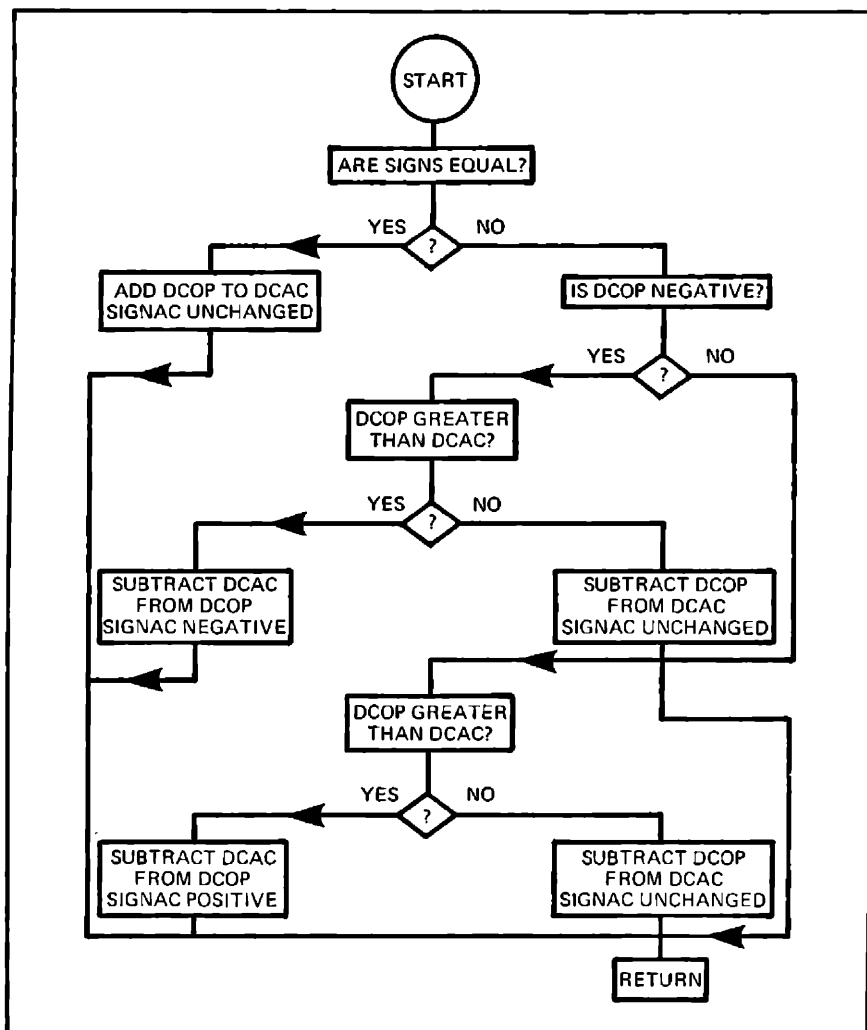 START
ARE SIGNS EQUAL?
YES
?
NO
ADD DCOP TO DCAC
SIGNAC UNCHANGED
IS DCOP NEGATIVE?
YES
?
NO
DCOP GREATER
THAN DCAC?
YES
?
NO
SUBTRACT DCAC
FROM DCOP
SIGNAC NEGATIVE
SUBTRACT DCOP
FROM DCAC
SIGNAC UNCHANGED
DCOP GREATER
THAN DCAC?
YES
?
NO
SUBTRACT DCAC
FROM DCOP
SIGNAC POSITIVE
SUBTRACT DCOP
FROM DCAC
SIGNAC UNCHANGED
RETURN